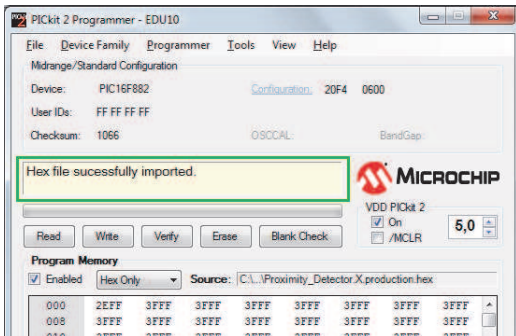 PICkit 2 Programmer - EDU10
File Device Family Programmer Tools View Help
Midrange/Standard Configuration
Device: PIC16F882 Configuration: 20F4 0600
User IDs: FF FF FF FF
Checksum: 1066 OSCCAL: BandGap:
Hex file sucessfully imported.
MICROCHIP
VDD PICkit 2
On
/MCLR
5,0
Read Write Verify Erase Blank Check
Program Memory
Enabled Hex Only Source: C:\...\Proximity_Detector.X.production.hex
000 2EFF 3FFF 3FFF 3FFF 3FFF 3FFF 3FFF 3FFF
008 3FFF 3FFF 3FFF 3FFF 3FFF 3FFF 3FFF 3FFF